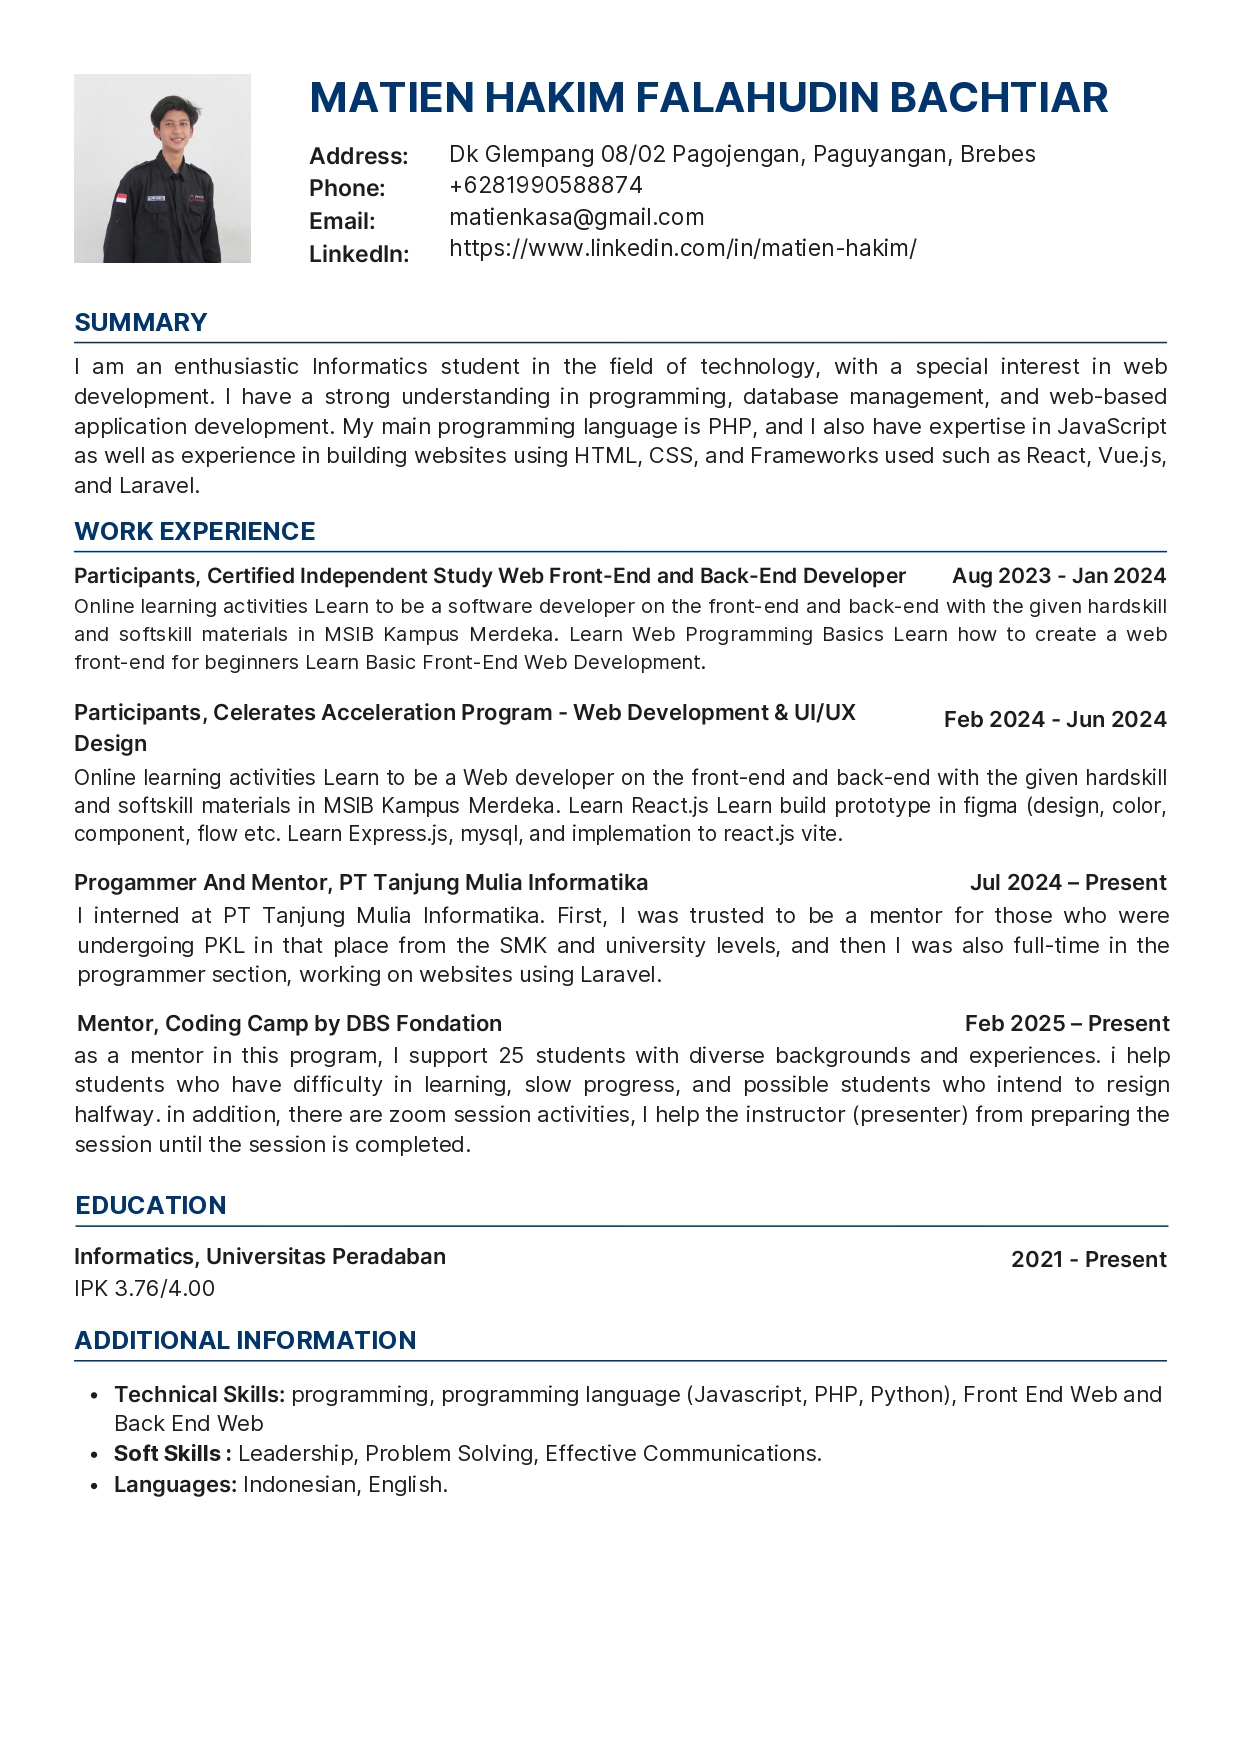 MATIEN HAKIM FALAHUDIN BACHTIAR
Address: Dk Glempang 08/02 Pagojengan, Paguyangan, Brebes
Phone: +6281990588874
Email: matienkasa@gmail.com
LinkedIn: https://www.linkedin.com/in/matien-hakim/
SUMMARY
I am an enthusiastic Informatics student in the field of technology, with a special interest in web
development. I have a strong understanding in programming, database management, and web-based
application development. My main programming language is PHP, and I also have expertise in JavaScript
as well as experience in building websites using HTML, CSS, and Frameworks used such as React, Vue.js,
and Laravel.
WORK EXPERIENCE
Participants, Certified Independent Study Web Front-End and Back-End Developer Aug 2023 - Jan 2024
Online learning activities Learn to be a software developer on the front-end and back-end with the given hardskill
and softskill materials in MSIB Kampus Merdeka. Learn Web Programming Basics Learn how to create a web
front-end for beginners Learn Basic Front-End Web Development.
Participants, Celerates Acceleration Program - Web Development & UI/UX Feb 2024 - Jun 2024
Design
Online learning activities Learn to be a Web developer on the front-end and back-end with the given hardskill
and softskill materials in MSIB Kampus Merdeka. Learn React.js Learn build prototype in figma (design, color,
component, flow etc. Learn Express.js, mysql, and implemation to react.js vite.
Progammer And Mentor, PT Tanjung Mulia Informatika Jul 2024 – Present
I interned at PT Tanjung Mulia Informatika. First, I was trusted to be a mentor for those who were
undergoing PKL in that place from the SMK and university levels, and then I was also full-time in the
programmer section, working on websites using Laravel.
Mentor, Coding Camp by DBS Fondation Feb 2025 – Present
as a mentor in this program, I support 25 students with diverse backgrounds and experiences. i help
students who have difficulty in learning, slow progress, and possible students who intend to resign
halfway. in addition, there are zoom session activities, I help the instructor (presenter) from preparing the
session until the session is completed.
EDUCATION
Informatics, Universitas Peradaban 2021 - Present
IPK 3.76/4.00
ADDITIONAL INFORMATION
• Technical Skills: programming, programming language (Javascript, PHP, Python), Front End Web and
Back End Web
• Soft Skills : Leadership, Problem Solving, Effective Communications.
• Languages: Indonesian, English.